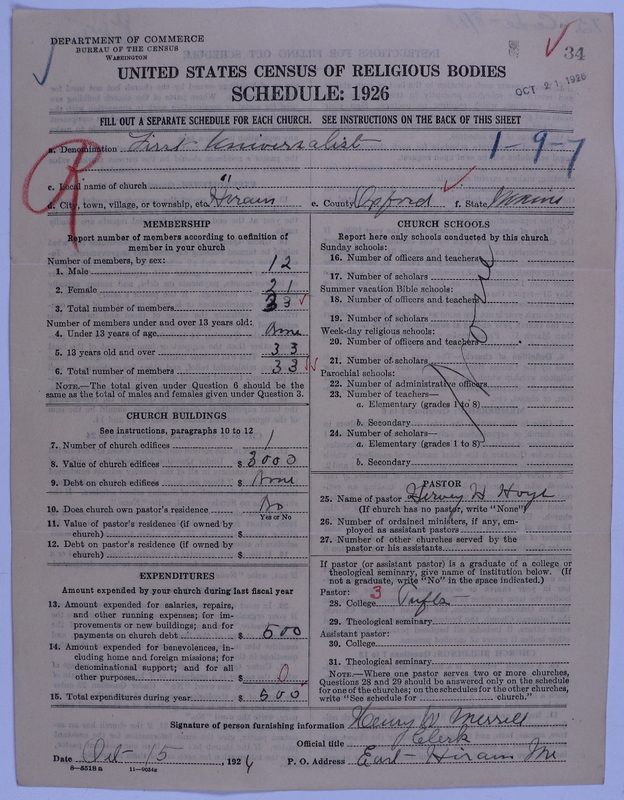 DEPARTMENT OF COMMERCE
BUREAU OF THE CENSUS
WASHINGTON
34
OCT 21 1926
UNITED STATES CENSUS OF RELIGIOUS BODIES
SCHEDULE: 1926
FILL OUT A SEPARATE SCHEDULE FOR EACH CHURCH. SEE INSTRUCTIONS ON THE BACK OF THIS SHEET
a. Denomination First Universalist
1-9-7
R
c. Local name of church "
d. City, town, village, or township, etc. Hiram e. County Oxford f. State Maine
MEMBERSHIP
Report number of members according to definition of
member in your church
Number of members, by sex:
1. Male 12
2. Female 21
3. Total number of members 33
Number of members under and over 13 years old:
4. Under 13 years of age None
5. 13 years old and over 33
6. Total number of members 33
NOTE.—The total given under Question 6 should be the
same as the total of males and females given under Question 3.
CHURCH BUILDINGS
See instructions, paragraphs 10 to 12
7. Number of church edifices 1
8. Value of church edifices $ 3000
9. Debt on church edifices $ None
10. Does church own pastor's residence No
Yes or No
11. Value of pastor's residence (if owned by
church) $
12. Debt on pastor's residence (if owned by
church) $
EXPENDITURES
Amount expended by your church during last fiscal year
13. Amount expended for salaries, repairs,
and other running expenses; for im-
provements or new buildings; and for
payments on church debt $ 500
14. Amount expended for benevolences, in-
cluding home and foreign missions; for
denominational support; and for all
other purposes $ 0
15. Total expenditures during year $ 500
CHURCH SCHOOLS
Report here only schools conducted by this church
Sunday schools:
16. Number of officers and teachers
17. Number of scholars
Summer vacation Bible schools:
18. Number of officers and teachers
19. Number of scholars
Week-day religious schools:
20. Number of officers and teachers
21. Number of scholars
Parochial schools:
22. Number of administrative officers
23. Number of teachers—
a. Elementary (grades 1 to 8)
b. Secondary
24. Number of scholars—
a. Elementary (grades 1 to 8)
b. Secondary
None
PASTOR
25. Name of pastor Hervey H Hoyt
(If church has no pastor, write "None")
26. Number of ordained ministers, if any, em-
ployed as assistant pastors
27. Number of other churches served by the
pastor or his assistants
If pastor (or assistant pastor) is a graduate of a college or
theological seminary, give name of institution below. (If
not a graduate, write "No" in the space indicated.)
Pastor: 3
28. College Tufts
29. Theological seminary
Assistant pastor:
30. College
31. Theological seminary
NOTE.—Where one pastor serves two or more churches,
Questions 28 and 29 should be answered only on the schedule
for one of the churches; on the schedules for the other churches,
write "See schedule for church."
Signature of person furnishing information Henry W Merrill
Official title Clerk
Date Oct 15, 1926 P. O. Address East Hiram Me
8—5518a 11—9034a